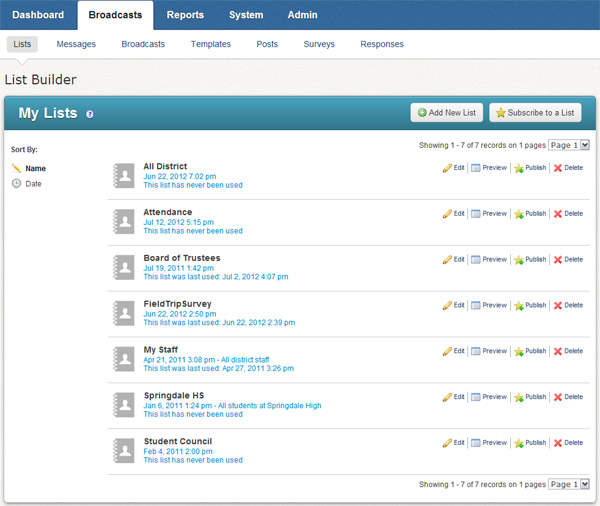 Dashboard Broadcasts Reports System Admin
Lists Messages Broadcasts Templates Posts Surveys Responses
List Builder
My Lists ? Add New List Subscribe to a List
Showing 1 - 7 of 7 records on 1 pages Page 1
Sort By:
Name
Date
All District
Jun 22, 2012 7:02 pm
This list has never been used
Edit Preview Publish Delete
Attendance
Jul 12, 2012 5:15 pm
This list has never been used
Edit Preview Publish Delete
Board of Trustees
Jul 19, 2011 1:42 pm
This list was last used: Jul 2, 2012 4:07 pm
Edit Preview Publish Delete
FieldTripSurvey
Jun 22, 2012 2:50 pm
This list was last used: Jun 22, 2012 2:39 pm
Edit Preview Publish Delete
My Staff
Apr 21, 2011 3:08 pm - All district staff
This list was last used: Apr 27, 2011 3:26 pm
Edit Preview Publish Delete
Springdale HS
Jan 6, 2011 1:24 pm - All students at Springdale High
This list has never been used
Edit Preview Publish Delete
Student Council
Feb 4, 2011 2:00 pm
This list has never been used
Edit Preview Publish Delete
Showing 1 - 7 of 7 records on 1 pages Page 1